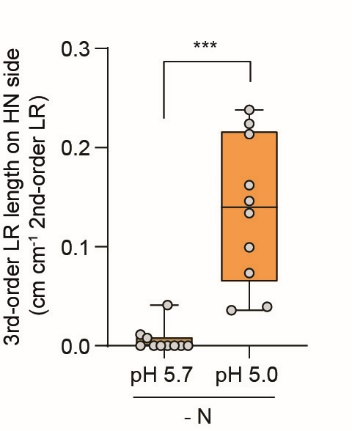 3rd-order LR length on HN side
(cm cm⁻¹ 2nd-order LR)
***
0.3
0.2
0.1
0.0
pH 5.7 pH 5.0
- N